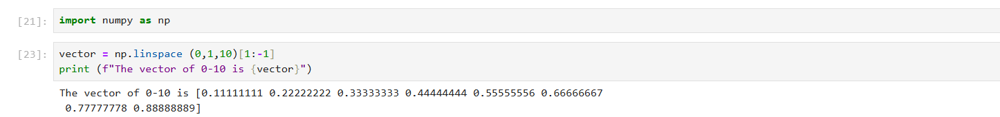 [21]: import numpy as np
[23]: vector = np.linspace (0,1,10)[1:-1]
print (f"The vector of 0-10 is {vector}")
The vector of 0-10 is [0.11111111 0.22222222 0.33333333 0.44444444 0.55555556 0.66666667
0.77777778 0.88888889]